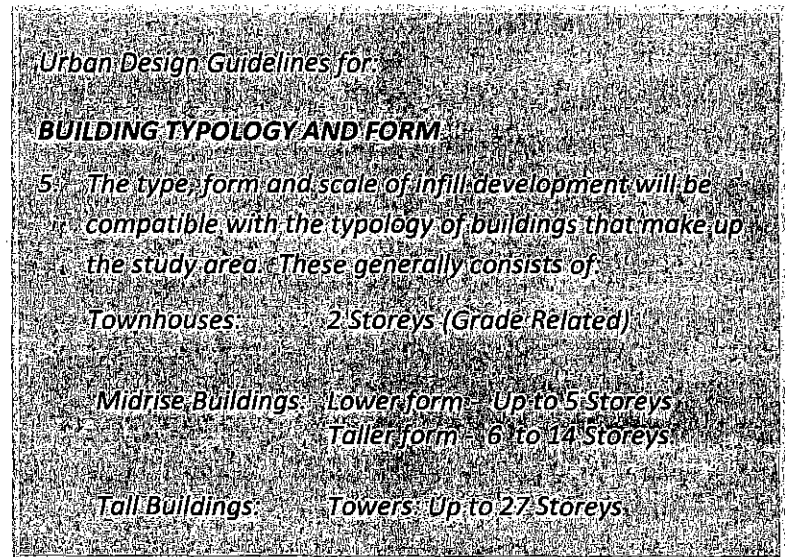 Urban Design Guidelines for:
BUILDING TYPOLOGY AND FORM
5. The type, form and scale of infill development will be
compatible with the typology of buildings that make up
the study area. These generally consists of:
Townhouses: 2 Storeys (Grade Related)
Midrise Buildings: Lower form - Up to 5 Storeys
Taller form - 6 to 14 Storeys
Tall Buildings: Towers: Up to 27 Storeys